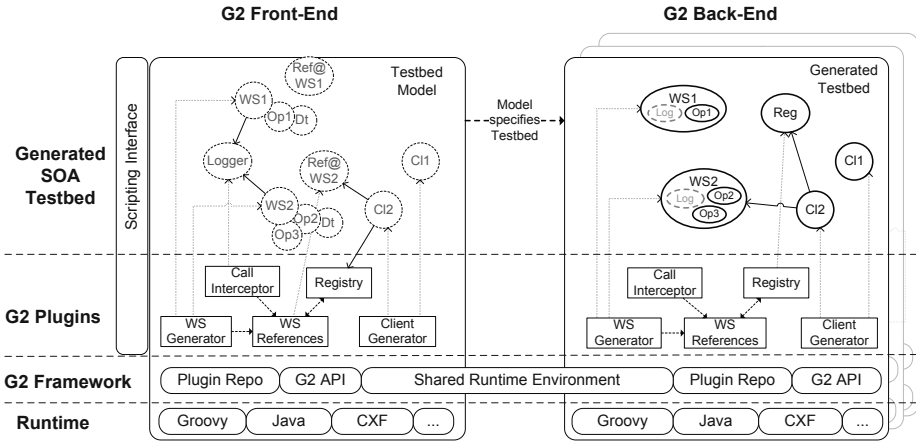 G2 Front-End
G2 Back-End
Generated
SOA
Testbed
G2 Plugins
G2 Framework
Runtime
Scripting Interface
Testbed
Model
Ref@
WS1
WS1
Op1
Dt
Logger
Ref@
WS2
Cl1
WS2
Op2
Dt
Op3
Cl2
Call
Interceptor
Registry
WS
Generator
WS
References
Client
Generator
Model
specifies
Testbed
Generated
Testbed
WS1
Log
Op1
Reg
Cl1
WS2
Log
Op2
Op3
Cl2
Call
Interceptor
Registry
WS
Generator
WS
References
Client
Generator
Plugin Repo
G2 API
Shared Runtime Environment
Plugin Repo
G2 API
Groovy
Java
CXF
...
Groovy
Java
CXF
...